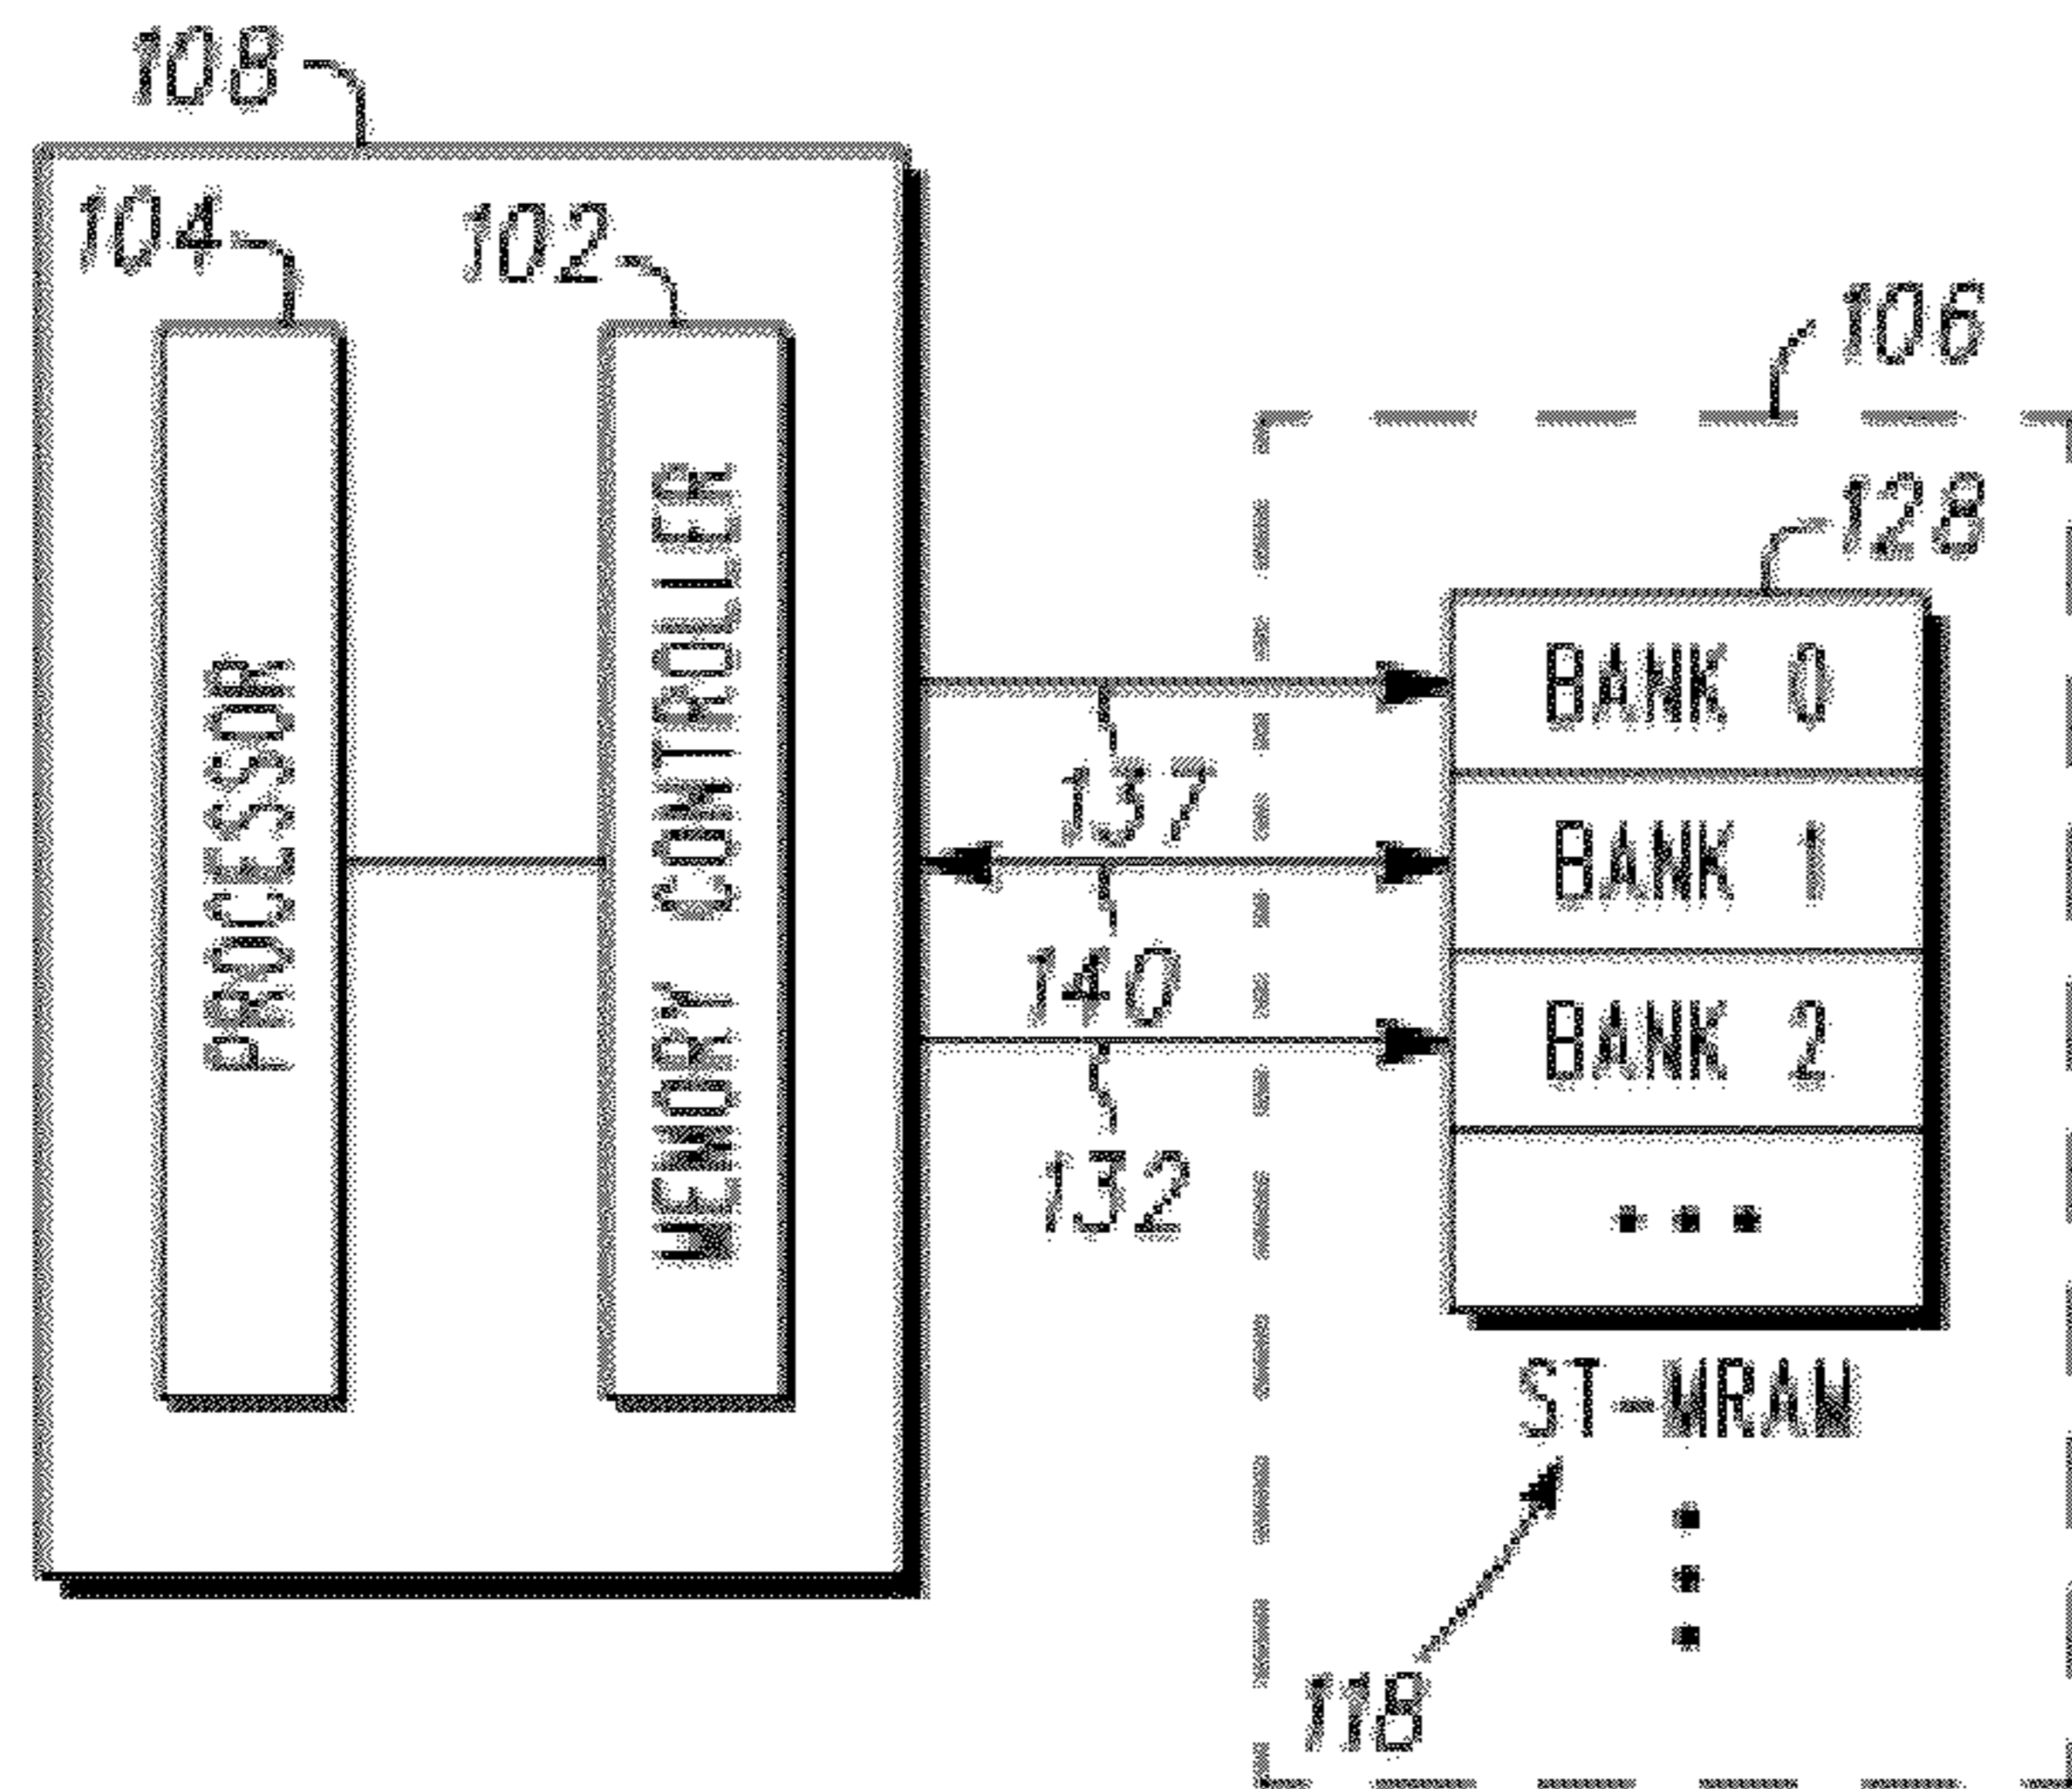 108
104
102
106
128
PROCESSOR
MEMORY CONTROLLER
BANK 0
137
BANK 1
140
BANK 2
132
...
ST-MRAM
118